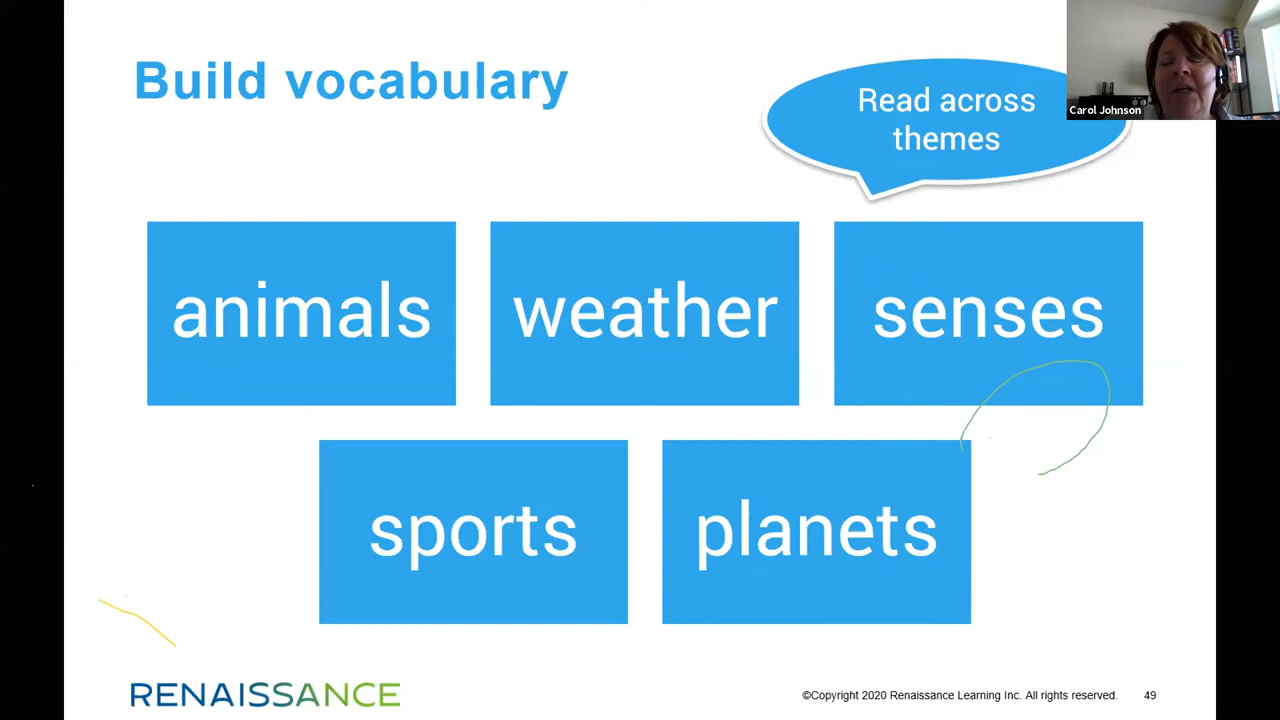 Build vocabulary
Read across
themes
Carol Johnson
animals
weather
senses
sports
planets
RENAISSANCE
©Copyright 2020 Renaissance Learning Inc. All rights reserved.
49